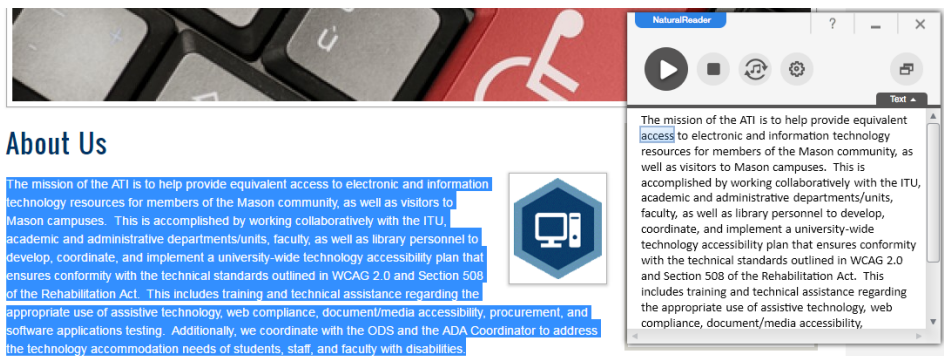 ù
About Us
The mission of the ATI is to help provide equivalent access to electronic and information
technology resources for members of the Mason community, as well as visitors to
Mason campuses.  This is accomplished by working collaboratively with the ITU,
academic and administrative departments/units, faculty, as well as library personnel to
develop, coordinate, and implement a university-wide technology accessibility plan that
ensures conformity with the technical standards outlined in WCAG 2.0 and Section 508
of the Rehabilitation Act.  This includes training and technical assistance regarding the
appropriate use of assistive technology, web compliance, document/media accessibility, procurement, and
software applications testing.  Additionally, we coordinate with the ODS and the ADA Coordinator to address
the technology accommodation needs of students, staff, and faculty with disabilities.
NaturalReader
?
Text
The mission of the ATI is to help provide equivalent
access to electronic and information technology
resources for members of the Mason community, as
well as visitors to Mason campuses.  This is
accomplished by working collaboratively with the ITU,
academic and administrative departments/units,
faculty, as well as library personnel to develop,
coordinate, and implement a university-wide
technology accessibility plan that ensures conformity
with the technical standards outlined in WCAG 2.0
and Section 508 of the Rehabilitation Act.  This
includes training and technical assistance regarding
the appropriate use of assistive technology, web
compliance, document/media accessibility,